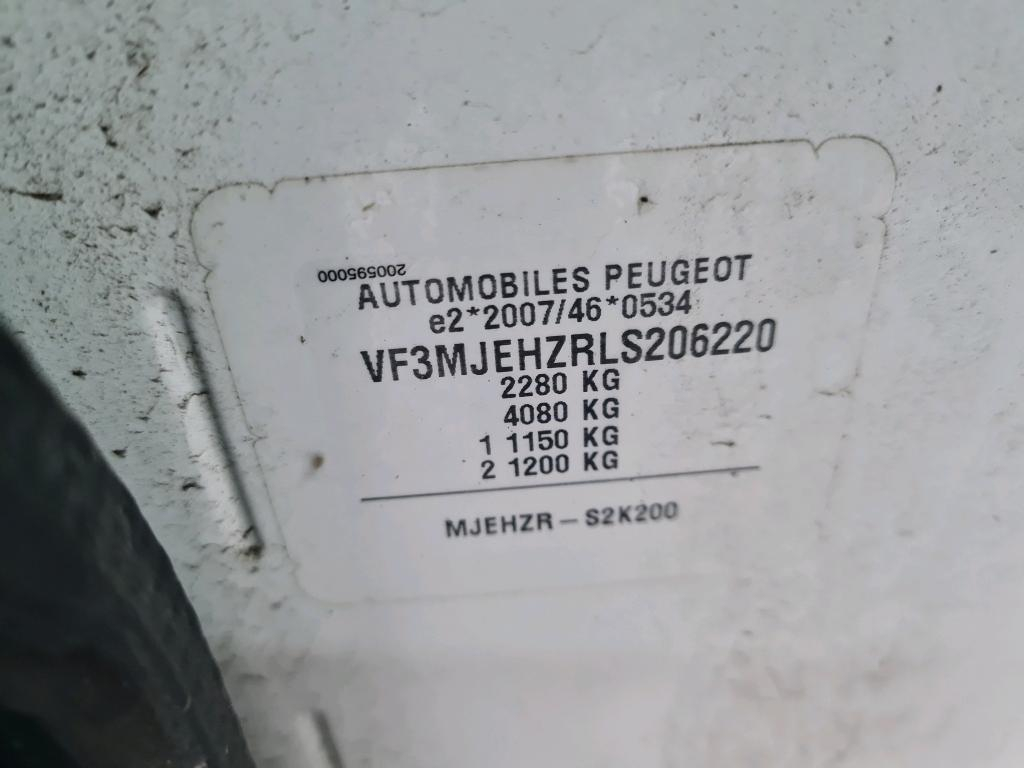 200595000
AUTOMOBILES PEUGEOT
e2*2007/46*0534
VF3MJEHZRLS206220
2280 KG
4080 KG
1 1150 KG
2 1200 KG
MJEHZR – S2K200